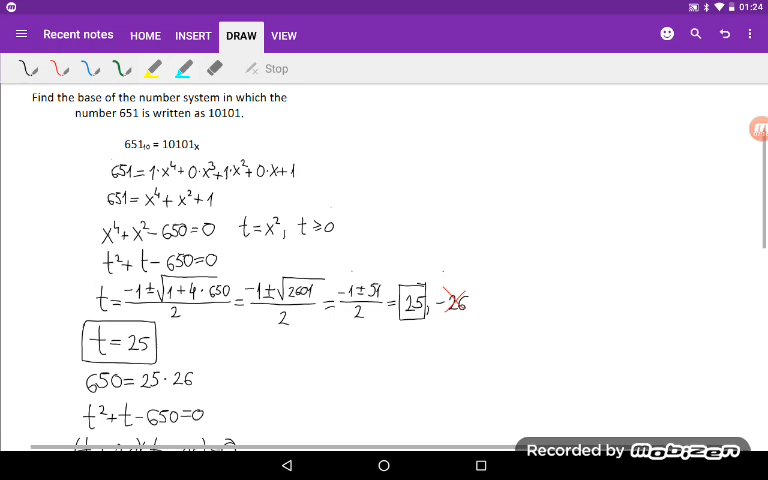 01:24
Recent notes HOME INSERT DRAW VIEW
Stop
Find the base of the number system in which the
number 651 is written as 10101.
651₁₀ = 10101ₓ
651=1·x⁴+0·x³+1·x²+0·x+1
651=x⁴+x²+1
x⁴+x²-650=0 t=x², t≥0
t²+t-650=0
t=(-1±√(1+4·650))/2=(-1±√2601)/2=(-1±51)/2=25, -26
t=25
650=25·26
t²+t-650=0
Recorded by mobizen